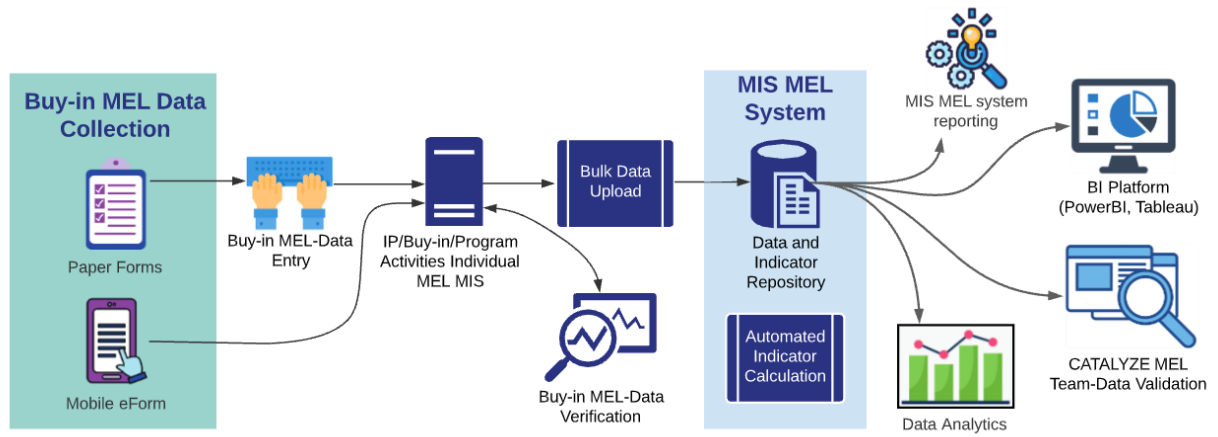 Buy-in MEL Data
Collection
Paper Forms
Mobile eForm
Buy-in MEL-Data
Entry
IP/Buy-in/Program
Activities Individual
MEL MIS
Bulk Data
Upload
Buy-in MEL-Data
Verification
MIS MEL
System
Data and
Indicator
Repository
Automated
Indicator
Calculation
MIS MEL system
reporting
BI Platform
(PowerBI, Tableau)
CATALYZE MEL
Team-Data Validation
Data Analytics